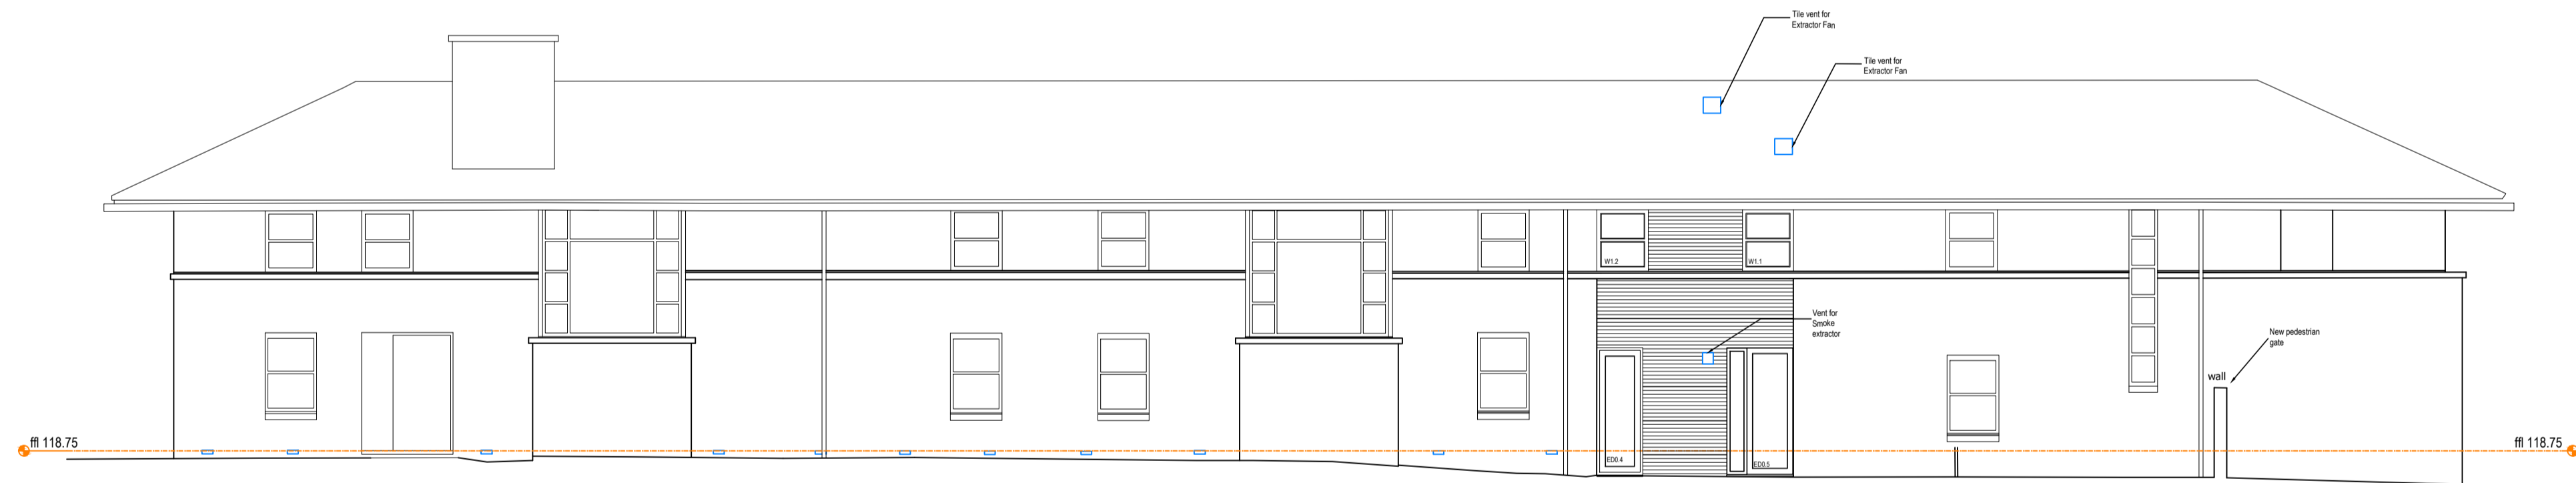 Tile vent for
Extractor Fan
Tile vent for
Extractor Fan
W1.2
W1.1
Vent for
Smoke
extractor
New pedestrian
gate
wall
ffl 118.75
ffl 118.75
ED0.4
ED0.5